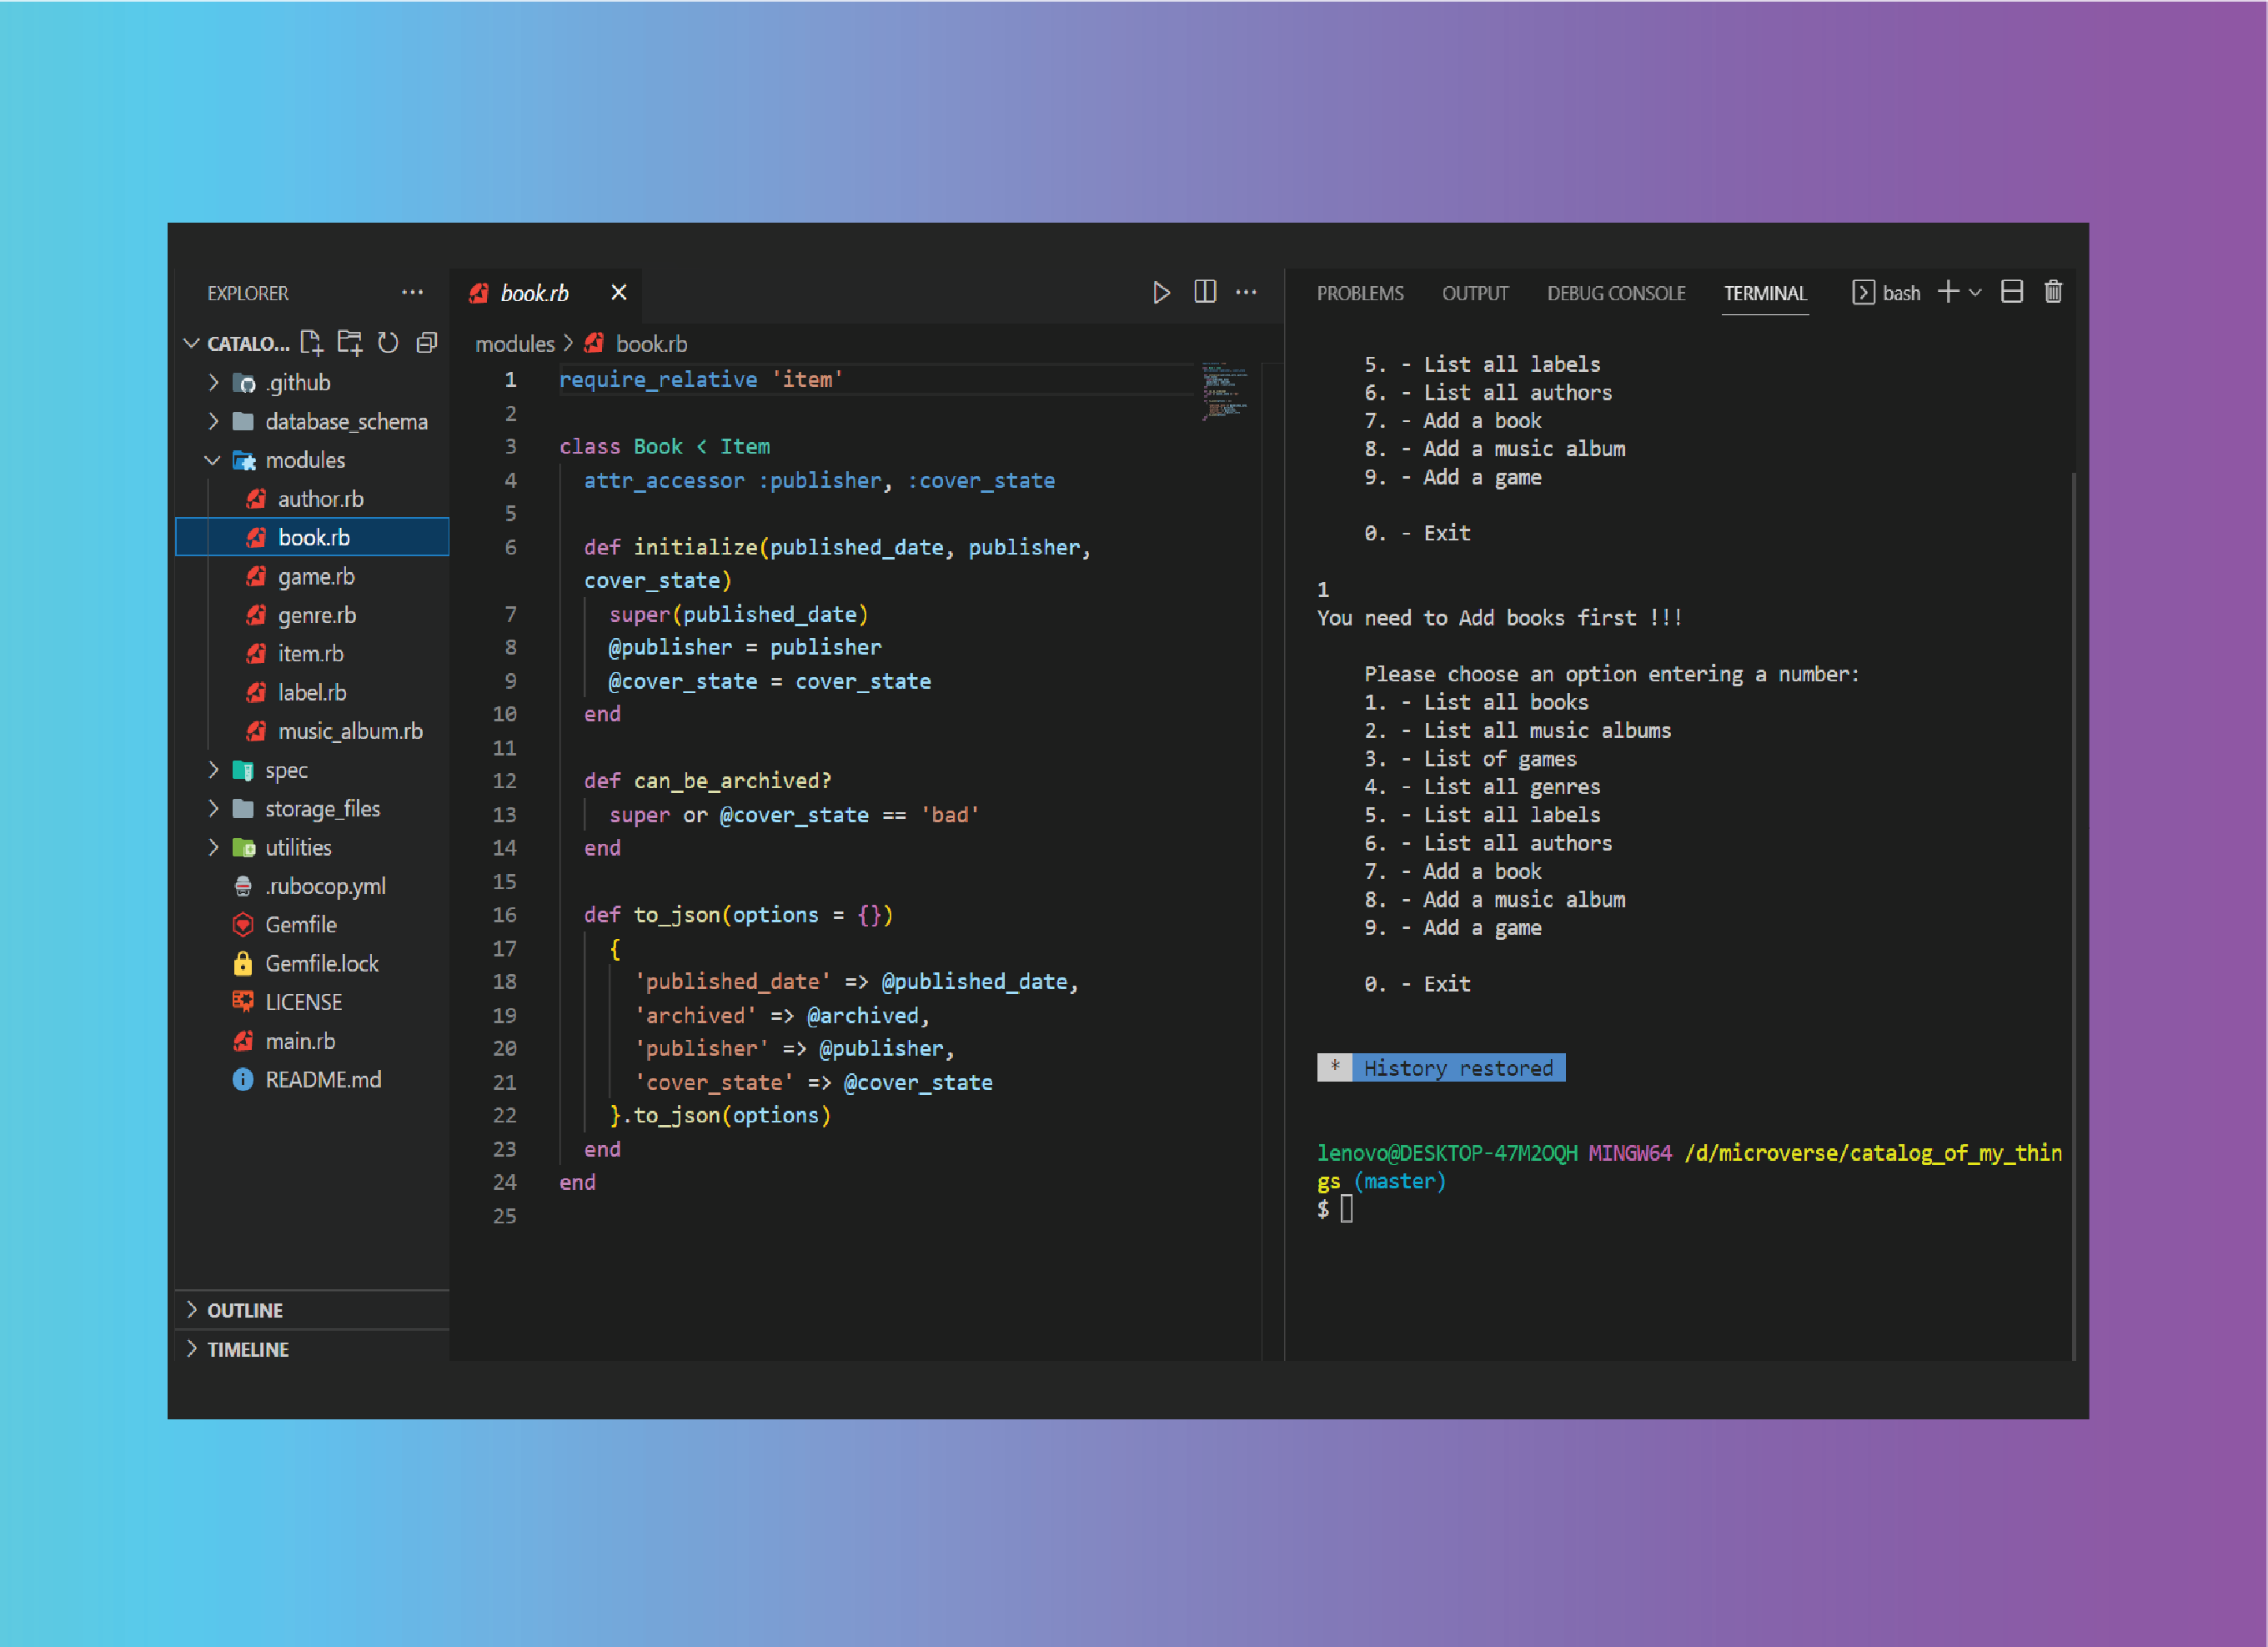 EXPLORER
CATALO...
.github
database_schema
modules
author.rb
book.rb
game.rb
genre.rb
item.rb
label.rb
music_album.rb
spec
storage_files
utilities
.rubocop.yml
Gemfile
Gemfile.lock
LICENSE
main.rb
README.md
OUTLINE
TIMELINE
book.rb
modules > book.rb
1 require_relative 'item'
2
3 class Book < Item
4 attr_accessor :publisher, :cover_state
5
6 def initialize(published_date, publisher,
cover_state)
7 super(published_date)
8 @publisher = publisher
9 @cover_state = cover_state
10 end
11
12 def can_be_archived?
13 super or @cover_state == 'bad'
14 end
15
16 def to_json(options = {})
17 {
18 'published_date' => @published_date,
19 'archived' => @archived,
20 'publisher' => @publisher,
21 'cover_state' => @cover_state
22 }.to_json(options)
23 end
24 end
25
PROBLEMS OUTPUT DEBUG CONSOLE TERMINAL bash
5. - List all labels
6. - List all authors
7. - Add a book
8. - Add a music album
9. - Add a game
0. - Exit
1
You need to Add books first !!!
Please choose an option entering a number:
1. - List all books
2. - List all music albums
3. - List of games
4. - List all genres
5. - List all labels
6. - List all authors
7. - Add a book
8. - Add a music album
9. - Add a game
0. - Exit
* History restored
lenovo@DESKTOP-47M2OQH MINGW64 /d/microverse/catalog_of_my_thin
gs (master)
$